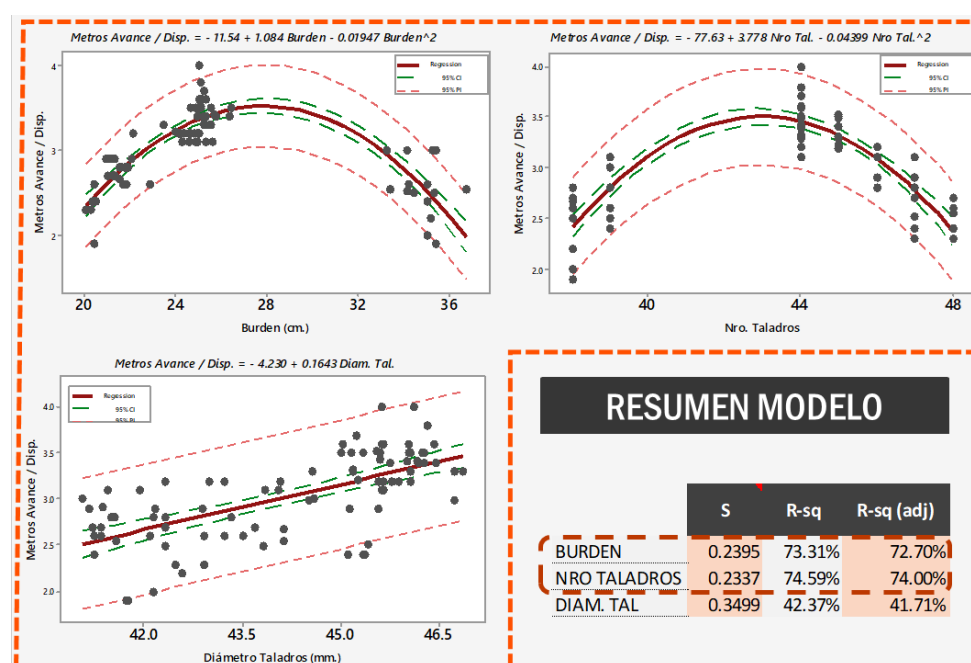 Metros Avance / Disp. = - 11.54 + 1.084 Burden - 0.01947 Burden^2
Regression
95% CI
95% PI
Metros Avance / Disp.
4
3
2
20 24 28 32 36
Burden (cm.)
Metros Avance / Disp. = - 77.63 + 3.778 Nro Tal. - 0.04399 Nro Tal.^2
Regression
95% CI
95% PI
Metros Avance / Disp.
4.0
3.5
3.0
2.5
2.0
40 44 48
Nro. Taladros
Metros Avance / Disp. = - 4.230 + 0.1643 Diam. Tal.
Regression
95% CI
95% PI
Metros Avance / Disp.
4.0
3.5
3.0
2.5
2.0
42.0 43.5 45.0 46.5
Diámetro Taladros (mm.)
RESUMEN MODELO
S R-sq R-sq (adj)
BURDEN 0.2395 73.31% 72.70%
NRO TALADROS 0.2337 74.59% 74.00%
DIAM. TAL 0.3499 42.37% 41.71%